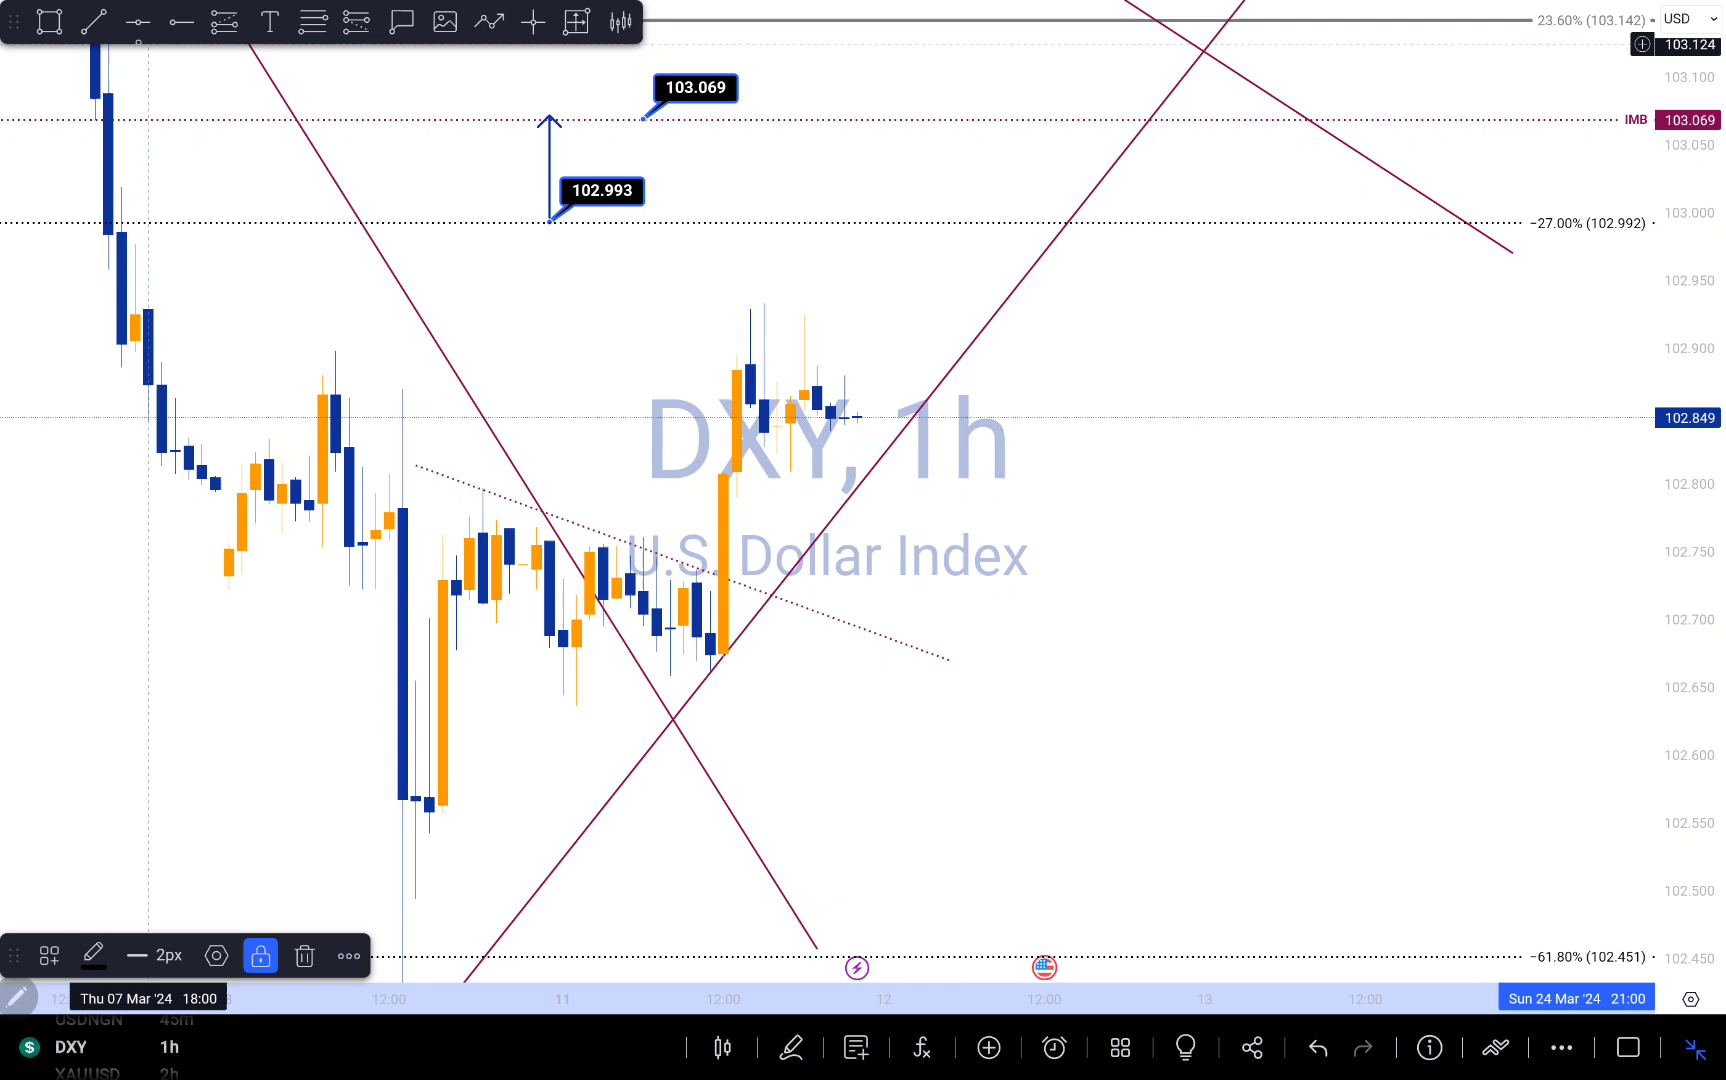 23.60% (103.142)
USD
103.124
103.100
103.069
IMB
103.069
103.050
102.993
103.000
−27.00% (102.992)
102.950
102.900
DXY, 1h
102.849
102.800
U.S. Dollar Index
102.750
102.700
102.650
102.600
102.550
102.500
2px
−61.80% (102.451)
102.450
Thu 07 Mar '24 18:00
12:00
11
12:00
12
12:00
13
12:00
Sun 24 Mar '24 21:00
USDNGN 45m
DXY 1h
XAUUSD 2h